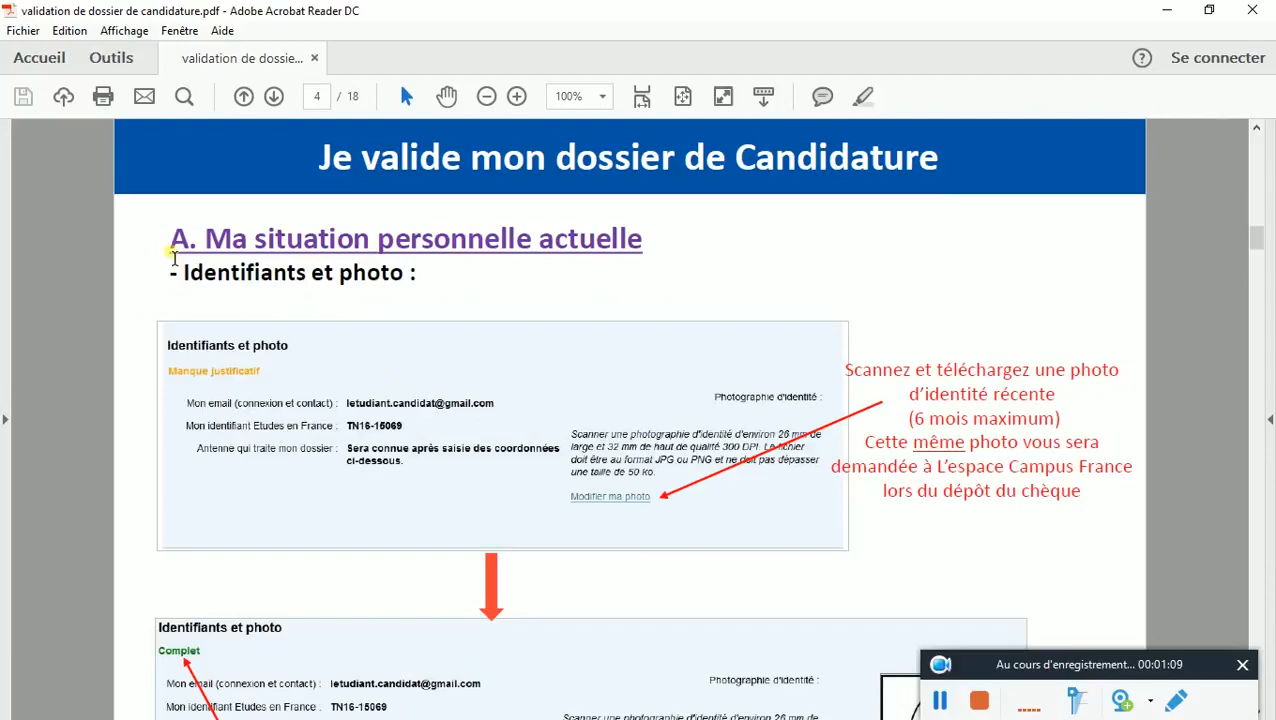 validation de dossier de candidature.pdf - Adobe Acrobat Reader DC
Fichier Edition Affichage Fenêtre Aide
Accueil Outils validation de dossie... Se connecter
4 / 18 100%
Je valide mon dossier de Candidature
A. Ma situation personnelle actuelle
- Identifiants et photo :
Identifiants et photo
Manque justificatif
Mon email (connexion et contact) : letudiant.candidat@gmail.com
Mon identifiant Etudes en France : TN16-15069
Antenne qui traite mon dossier : Sera connue après saisie des coordonnées
ci-dessous.
Photographie d'identité :
Scanner une photographie d'identité d'environ 26 mm de
large et 32 mm de haut de qualité 300 DPI. Le fichier
doit être au format JPG ou PNG et ne doit pas dépasser
une taille de 50 ko.
Modifier ma photo
Scannez et téléchargez une photo
d'identité récente
(6 mois maximum)
Cette même photo vous sera
demandée à L'espace Campus France
lors du dépôt du chèque
Identifiants et photo
Complet
Mon email (connexion et contact) : letudiant.candidat@gmail.com
Mon identifiant Etudes en France : TN16-15069
Photographie d'identité :
Scanner une photographie d'identité d'environ 26 mm de
Au cours d'enregistrement... 00:01:09